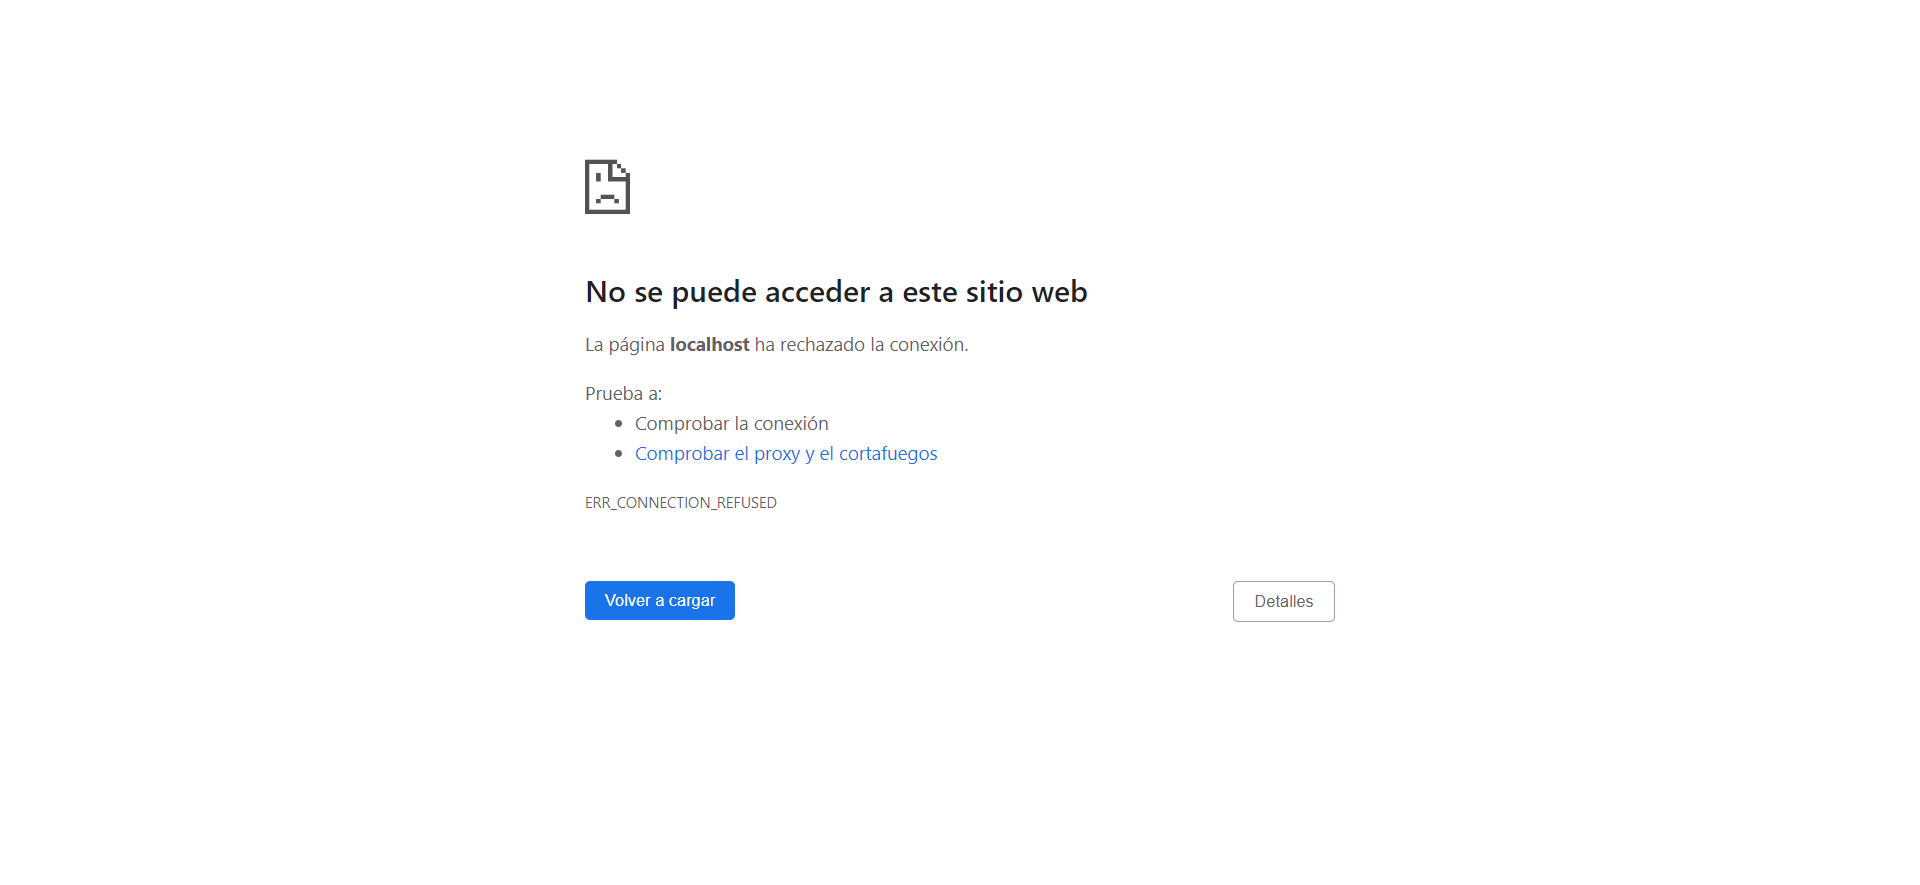 No se puede acceder a este sitio web
La página localhost ha rechazado la conexión.
Prueba a:
Comprobar la conexión
Comprobar el proxy y el cortafuegos
ERR_CONNECTION_REFUSED
Volver a cargar
Detalles